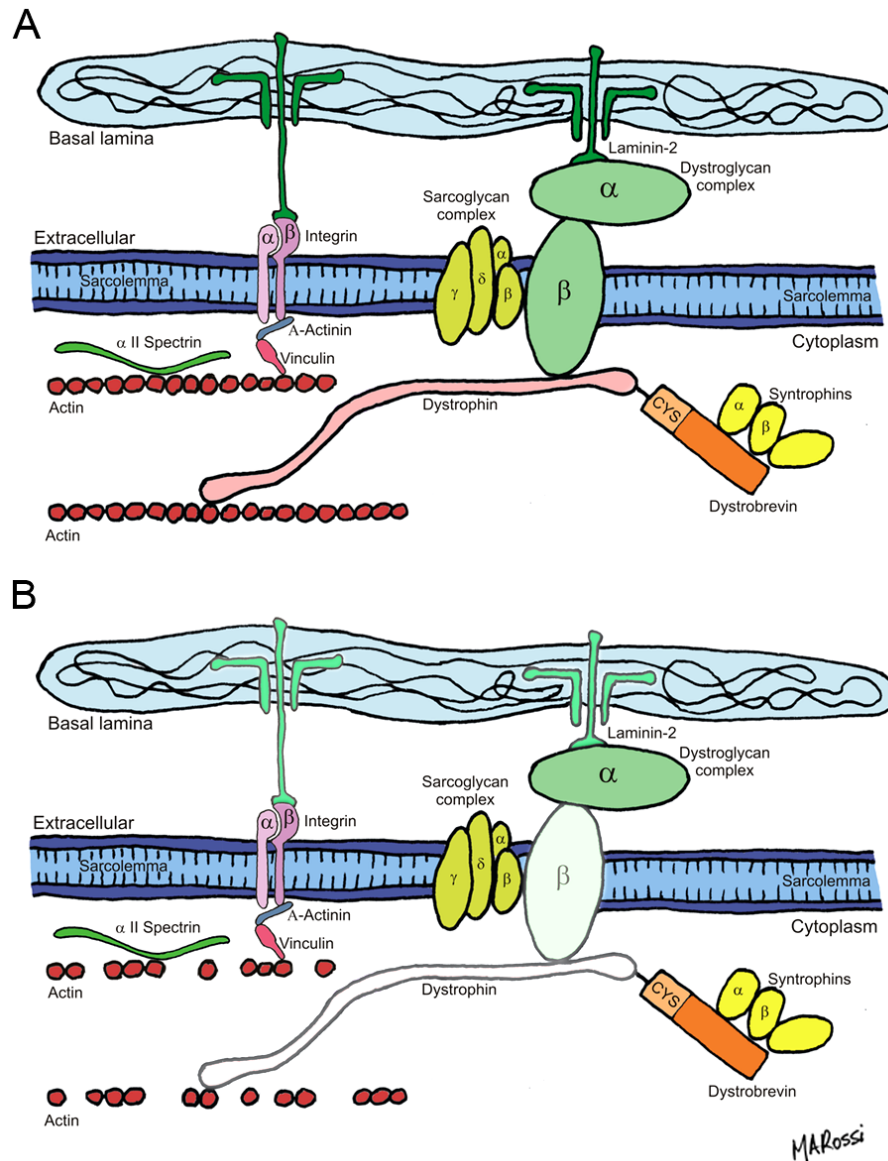 A
Basal lamina
Laminin-2
Dystroglycan
complex
α
Sarcoglycan
complex
Extracellular
α
β
Integrin
γ
δ
α
β
β
Sarcolemma
Sarcolemma
A-Actinin
Cytoplasm
α II Spectrin
Vinculin
Actin
Dystrophin
CYS
α
β
Syntrophins
Dystrobrevin
Actin
B
Basal lamina
Laminin-2
Dystroglycan
complex
α
Sarcoglycan
complex
Extracellular
α
β
Integrin
γ
δ
α
β
β
Sarcolemma
Sarcolemma
A-Actinin
Cytoplasm
α II Spectrin
Vinculin
Actin
Dystrophin
CYS
α
β
Syntrophins
Dystrobrevin
Actin
MARossi